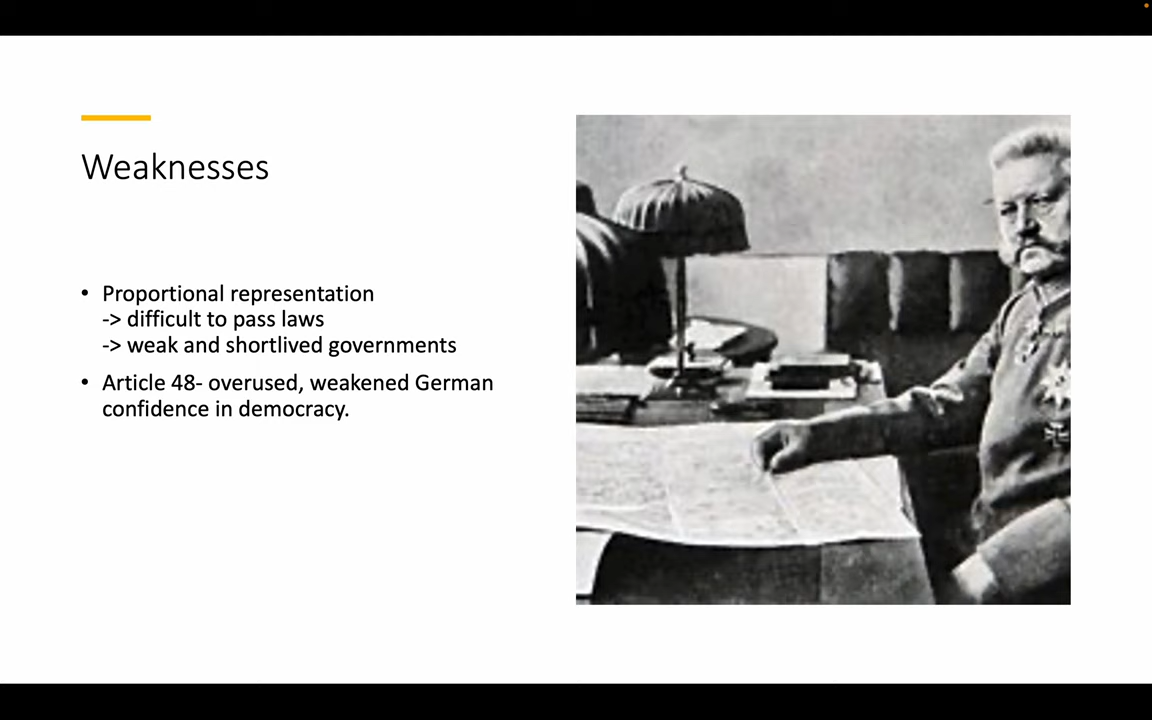 Weaknesses
• Proportional representation
-> difficult to pass laws
-> weak and shortlived governments
• Article 48- overused, weakened German
confidence in democracy.